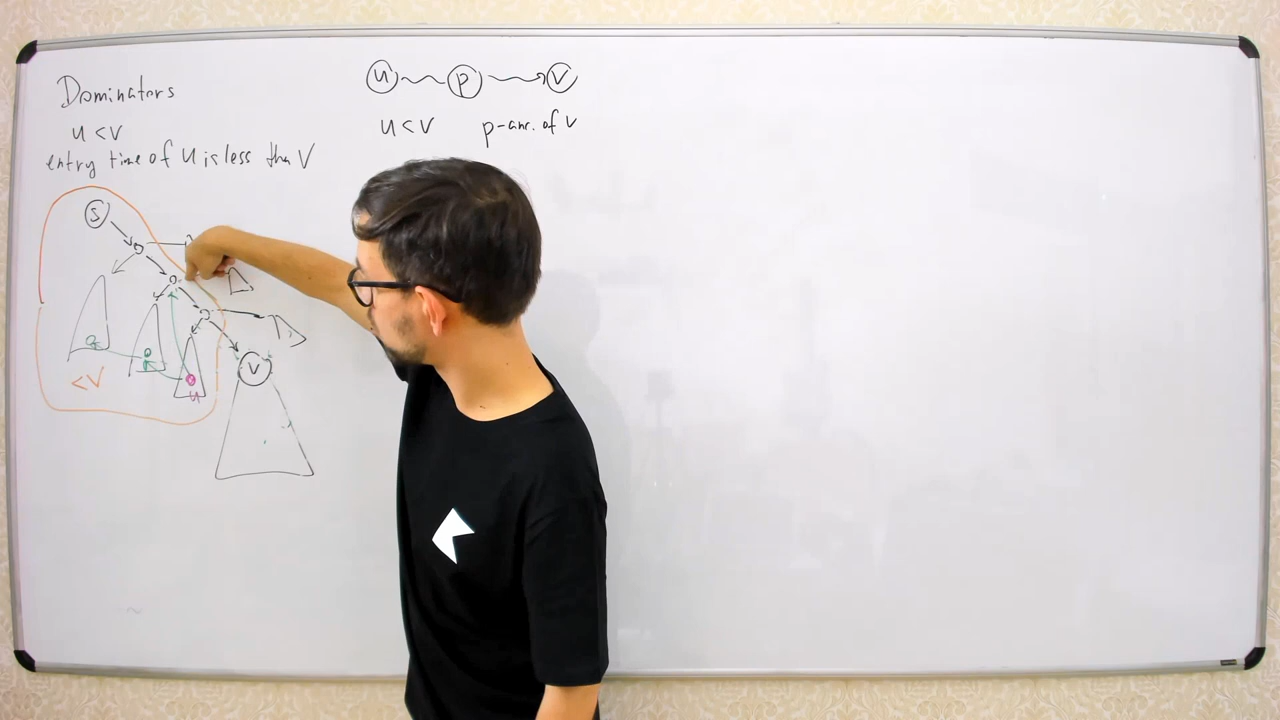 Dominators
u < v
entry time of u is less than v
u p v
u < v p-anc. of v
s
< v
u
v